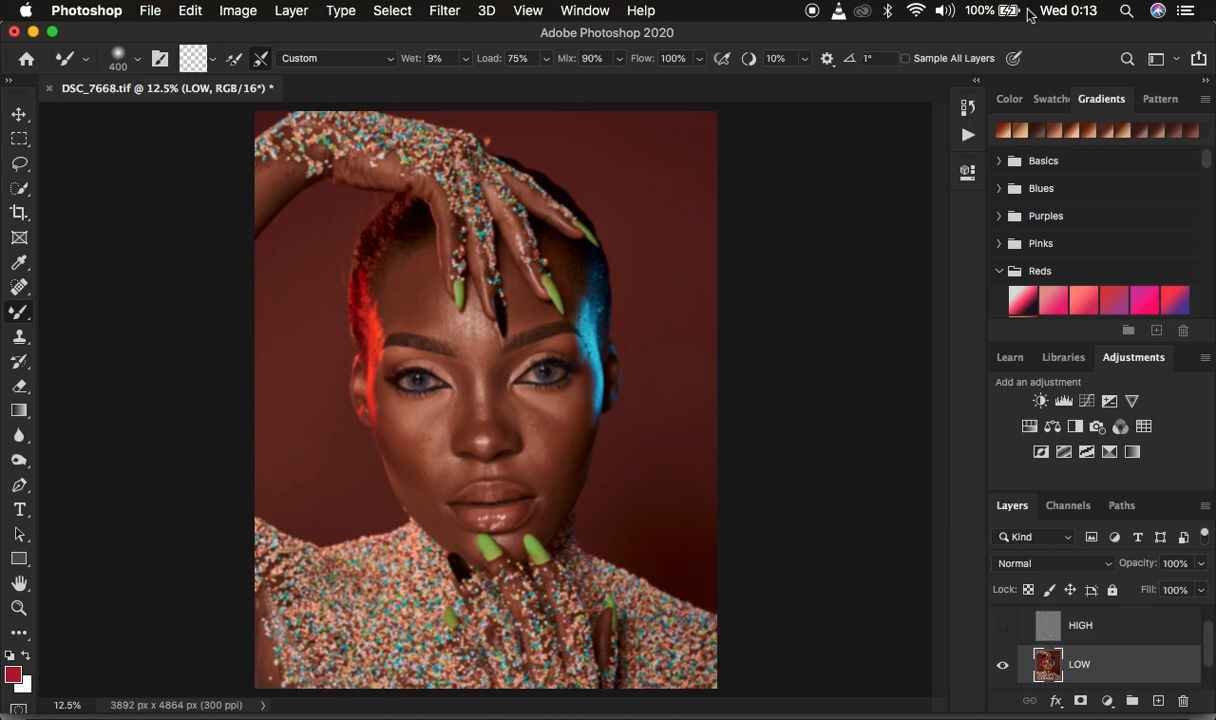 Photoshop File Edit Image Layer Type Select Filter 3D View Window Help 100% Wed 0:13
Adobe Photoshop 2020
400 Custom Wet: 9% Load: 75% Mix: 90% Flow: 100% 10% 1° Sample All Layers
DSC_7668.tif @ 12.5% (LOW, RGB/16*) *
Color Swatche Gradients Pattern
Basics
Blues
Purples
Pinks
Reds
Learn Libraries Adjustments
Add an adjustment
Layers Channels Paths
Kind
Normal Opacity: 100%
Lock: Fill: 100%
HIGH
LOW
12.5% 3892 px x 4864 px (300 ppi)